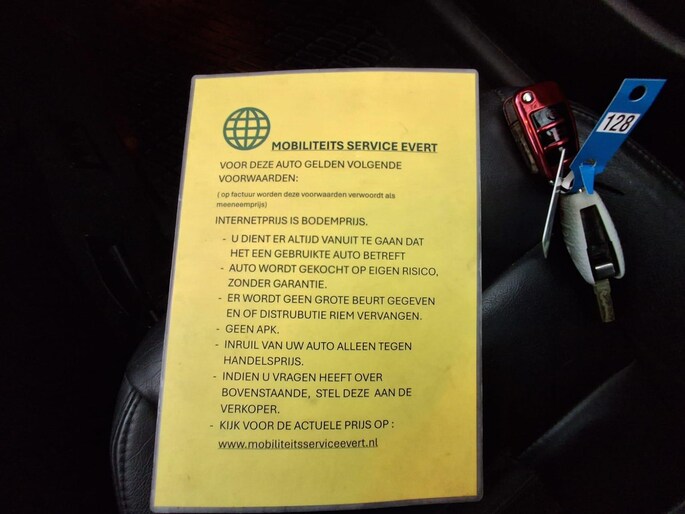 MOBILITEITS SERVICE EVERT
VOOR DEZE AUTO GELDEN VOLGENDE
VOORWAARDEN:
( op factuur worden deze voorwaarden verwoordt als
meeneemprijs)
INTERNETPRIJS IS BODEMPRIJS.
- U DIENT ER ALTIJD VANUIT TE GAAN DAT
HET EEN GEBRUIKTE AUTO BETREFT
- AUTO WORDT GEKOCHT OP EIGEN RISICO,
ZONDER GARANTIE.
- ER WORDT GEEN GROTE BEURT GEGEVEN
EN OF DISTRUBUTIE RIEM VERVANGEN.
- GEEN APK.
- INRUIL VAN UW AUTO ALLEEN TEGEN
HANDELSPRIJS.
- INDIEN U VRAGEN HEEFT OVER
BOVENSTAANDE, STEL DEZE AAN DE
VERKOPER.
- KIJK VOOR DE ACTUELE PRIJS OP :
www.mobiliteitsserviceevert.nl
128